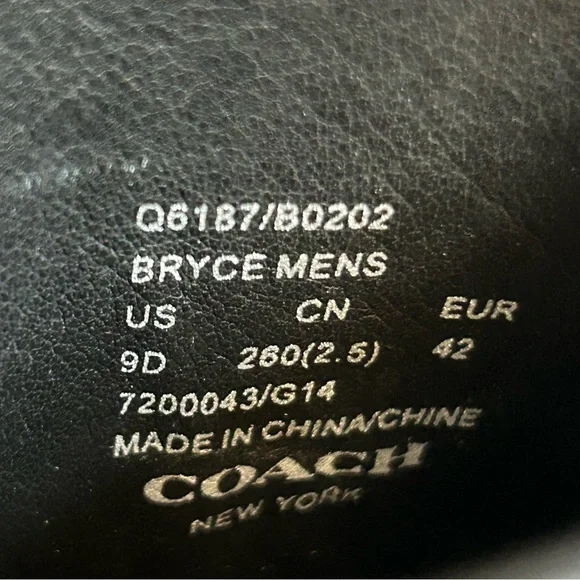 Q6187/B0202
BRYCE MENS
US CN EUR
9D 260(2.5) 42
7200043/G14
MADE IN CHINA/CHINE
COACH
NEW YORK